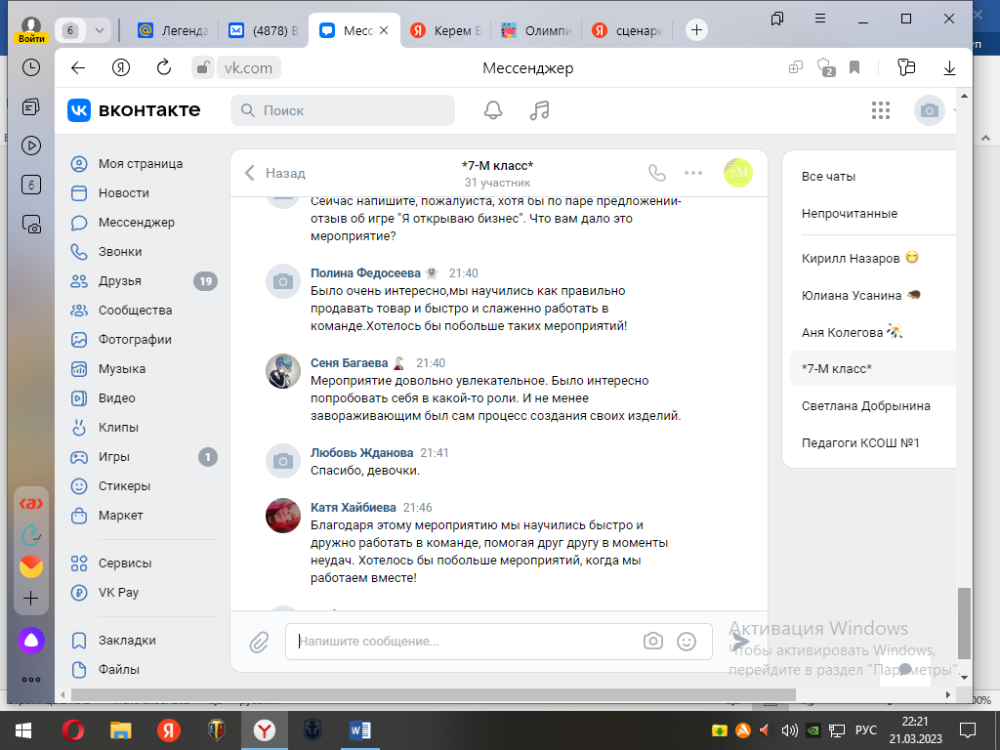 Войти
6
Легенда
(4878) В
Месс
Керем Б
Олимпи
сценари
vk.com
Мессенджер
2
уп
6
вконтакте
Поиск
Моя страница
Новости
Мессенджер
Звонки
Друзья
19
Сообщества
Фотографии
Музыка
Видео
Клипы
Игры
1
Стикеры
Маркет
Сервисы
VK Pay
Закладки
Файлы
Назад
*7-М класс*
31 участник
7М
Сейчас напишите, пожалуйста, хотя бы по паре предложений-
отзыв об игре "Я открываю бизнес". Что вам дало это
мероприятие?
Полина Федосеева 21:40
Было очень интересно,мы научились как правильно
продавать товар и быстро и слаженно работать в
команде.Хотелось бы побольше таких мероприятий!
Сеня Багаева 21:40
Мероприятие довольно увлекательное. Было интересно
попробовать себя в какой-то роли. И не менее
завораживающим был сам процесс создания своих изделий.
Любовь Жданова 21:41
Спасибо, девочки.
Катя Хайбиева 21:46
Благодаря этому мероприятию мы научились быстро и
дружно работать в команде, помогая друг другу в моменты
неудач. Хотелось бы побольше мероприятий, когда мы
работаем вместе!
Напишите сообщение...
Все чаты
Непрочитанные
Кирилл Назаров
Юлиана Усанина
Аня Колегова
*7-М класс*
Светлана Добрынина
Педагоги КСОШ №1
Активация Windows
Чтобы активировать Windows,
перейдите в раздел "Параметры".
РУС
22:21
21.03.2023